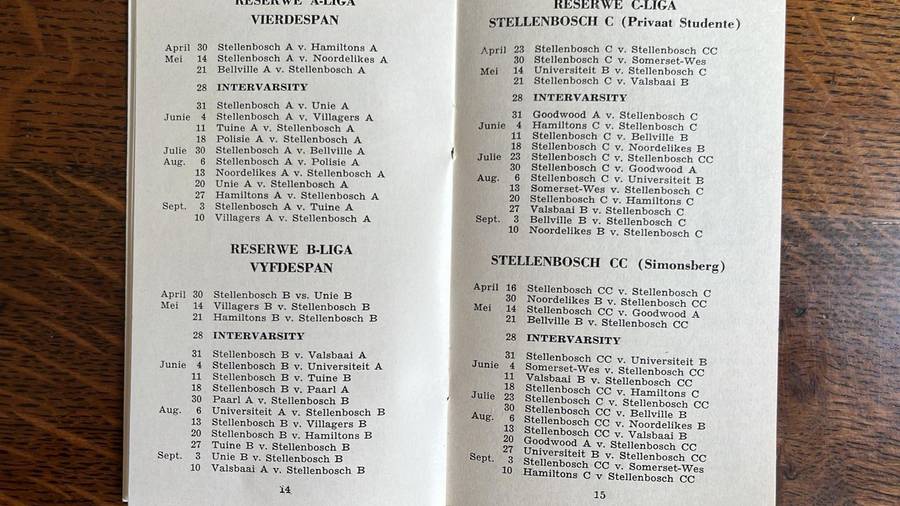 RESERWE A-LIGA
VIERDESPAN
April 30 Stellenbosch A v. Hamiltons A
Mei 14 Stellenbosch A v. Noordelikes A
21 Bellville A v. Stellenbosch A
28 INTERVARSITY
31 Stellenbosch A v. Unie A
Junie 4 Stellenbosch A v. Villagers A
11 Tuine A v. Stellenbosch A
18 Polisie A v. Stellenbosch A
Julie 30 Stellenbosch A v. Bellville A
Aug. 6 Stellenbosch A v. Polisie A
13 Noordelikes A v. Stellenbosch A
20 Unie A v. Stellenbosch A
27 Hamiltons A v. Stellenbosch A
Sept. 3 Stellenbosch A v. Tuine A
10 Villagers A v. Stellenbosch A
RESERWE B-LIGA
VYFDESPAN
April 30 Stellenbosch B vs. Unie B
Mei 14 Villagers B v. Stellenbosch B
21 Hamiltons B v. Stellenbosch B
28 INTERVARSITY
31 Stellenbosch B v. Valsbaai A
Junie 4 Stellenbosch B v. Universiteit A
11 Stellenbosch B v. Tuine B
18 Stellenbosch B v. Paarl A
30 Paarl A v. Stellenbosch B
Aug. 6 Universiteit A v. Stellenbosch B
13 Stellenbosch B v. Villagers B
20 Stellenbosch B v. Hamiltons B
27 Tuine B v. Stellenbosch B
Sept. 3 Unie B v. Stellenbosch B
10 Valsbaai A v. Stellenbosch B
14
RESERWE C-LIGA
STELLENBOSCH C (Privaat Studente)
April 23 Stellenbosch C v. Stellenbosch CC
30 Stellenbosch C v. Somerset-Wes
Mei 14 Universiteit B v. Stellenbosch C
21 Stellenbosch C v. Valsbaai B
28 INTERVARSITY
31 Goodwood A v. Stellenbosch C
Junie 4 Hamiltons C v. Stellenbosch C
11 Stellenbosch C v. Bellville B
18 Stellenbosch C v. Noordelikes B
Julie 23 Stellenbosch C v. Stellenbosch CC
30 Stellenbosch C v. Goodwood A
Aug. 6 Stellenbosch C v. Universiteit B
13 Somerset-Wes v. Stellenbosch C
20 Stellenbosch C v. Hamiltons C
27 Valsbaai B v. Stellenbosch C
Sept. 3 Bellville B v. Stellenbosch C
10 Noordelikes B v. Stellenbosch C
STELLENBOSCH CC (Simonsberg)
April 16 Stellenbosch CC v. Stellenbosch C
30 Noordelikes B v. Stellenbosch CC
Mei 14 Stellenbosch CC v. Goodwood A
21 Bellville B v. Stellenbosch CC
28 INTERVARSITY
31 Stellenbosch CC v. Universiteit B
Junie 4 Somerset-Wes v. Stellenbosch CC
11 Valsbaai B v. Stellenbosch CC
18 Stellenbosch CC v. Hamiltons C
Julie 23 Stellenbosch C v. Stellenbosch CC
30 Stellenbosch CC v. Bellville B
Aug. 6 Stellenbosch CC v. Noordelikes B
13 Stellenbosch CC v. Valsbaai B
20 Goodwood A v. Stellenbosch CC
27 Universiteit B v. Stellenbosch CC
Sept. 3 Stellenbosch CC v. Somerset-Wes
10 Hamiltons C v. Stellenbosch CC
15